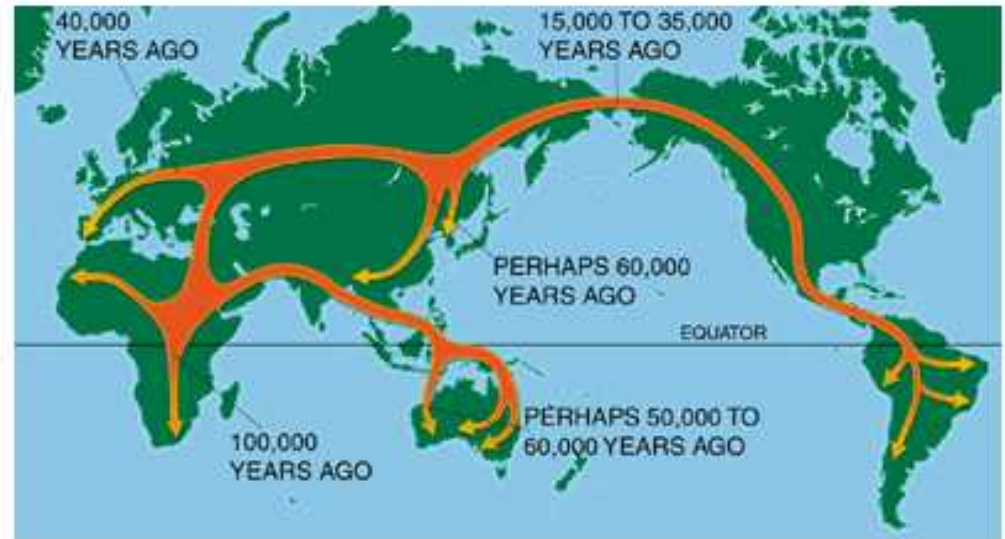 40,000
YEARS AGO
15,000 TO 35,000
YEARS AGO
PERHAPS 60,000
YEARS AGO
EQUATOR
PERHAPS 50,000 TO
60,000 YEARS AGO
100,000
YEARS AGO